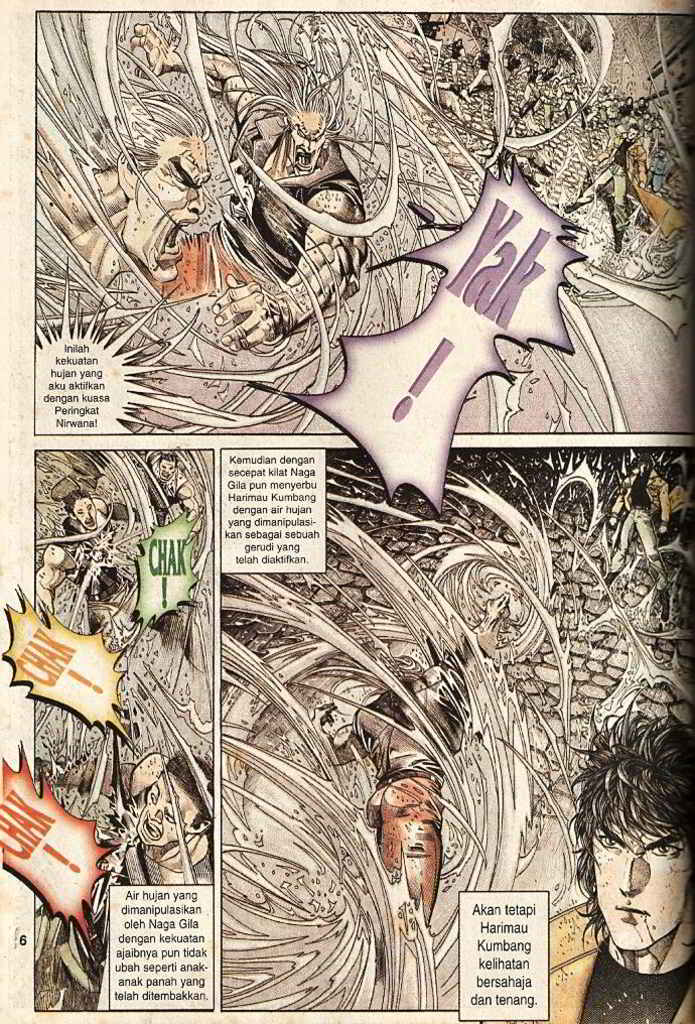 Yak
!
Inilah
kekuatan
hujan yang
aku aktifkan
dengan kuasa
Peringkat
Nirwana!
CHAK
!
CHAK
!
CHAK
!
Air hujan yang
dimanipulasikan
oleh Naga Gila
dengan kekuatan
ajaibnya pun tidak
ubah seperti anak-
anak panah yang
telah ditembakkan.
Kemudian dengan
secepat kilat Naga
Gila pun menyerbu
Harimau Kumbang
dengan air hujan
yang dimanipulasi-
kan sebagai sebuah
gerudi yang
telah diaktifkan.
Akan tetapi
Harimau
Kumbang
kelihatan
bersahaja
dan tenang.
6